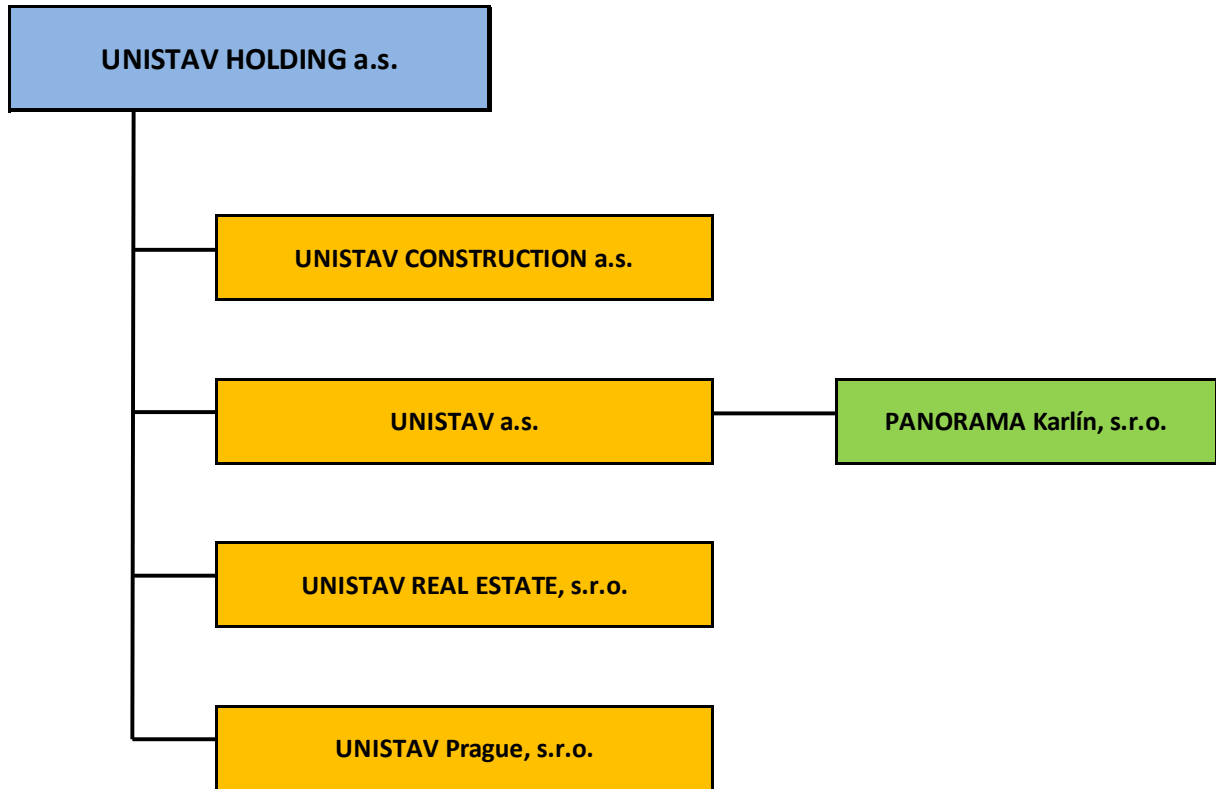 UNISTAV HOLDING a.s.
UNISTAV CONSTRUCTION a.s.
UNISTAV a.s.
PANORAMA Karlín, s.r.o.
UNISTAV REAL ESTATE, s.r.o.
UNISTAV Prague, s.r.o.